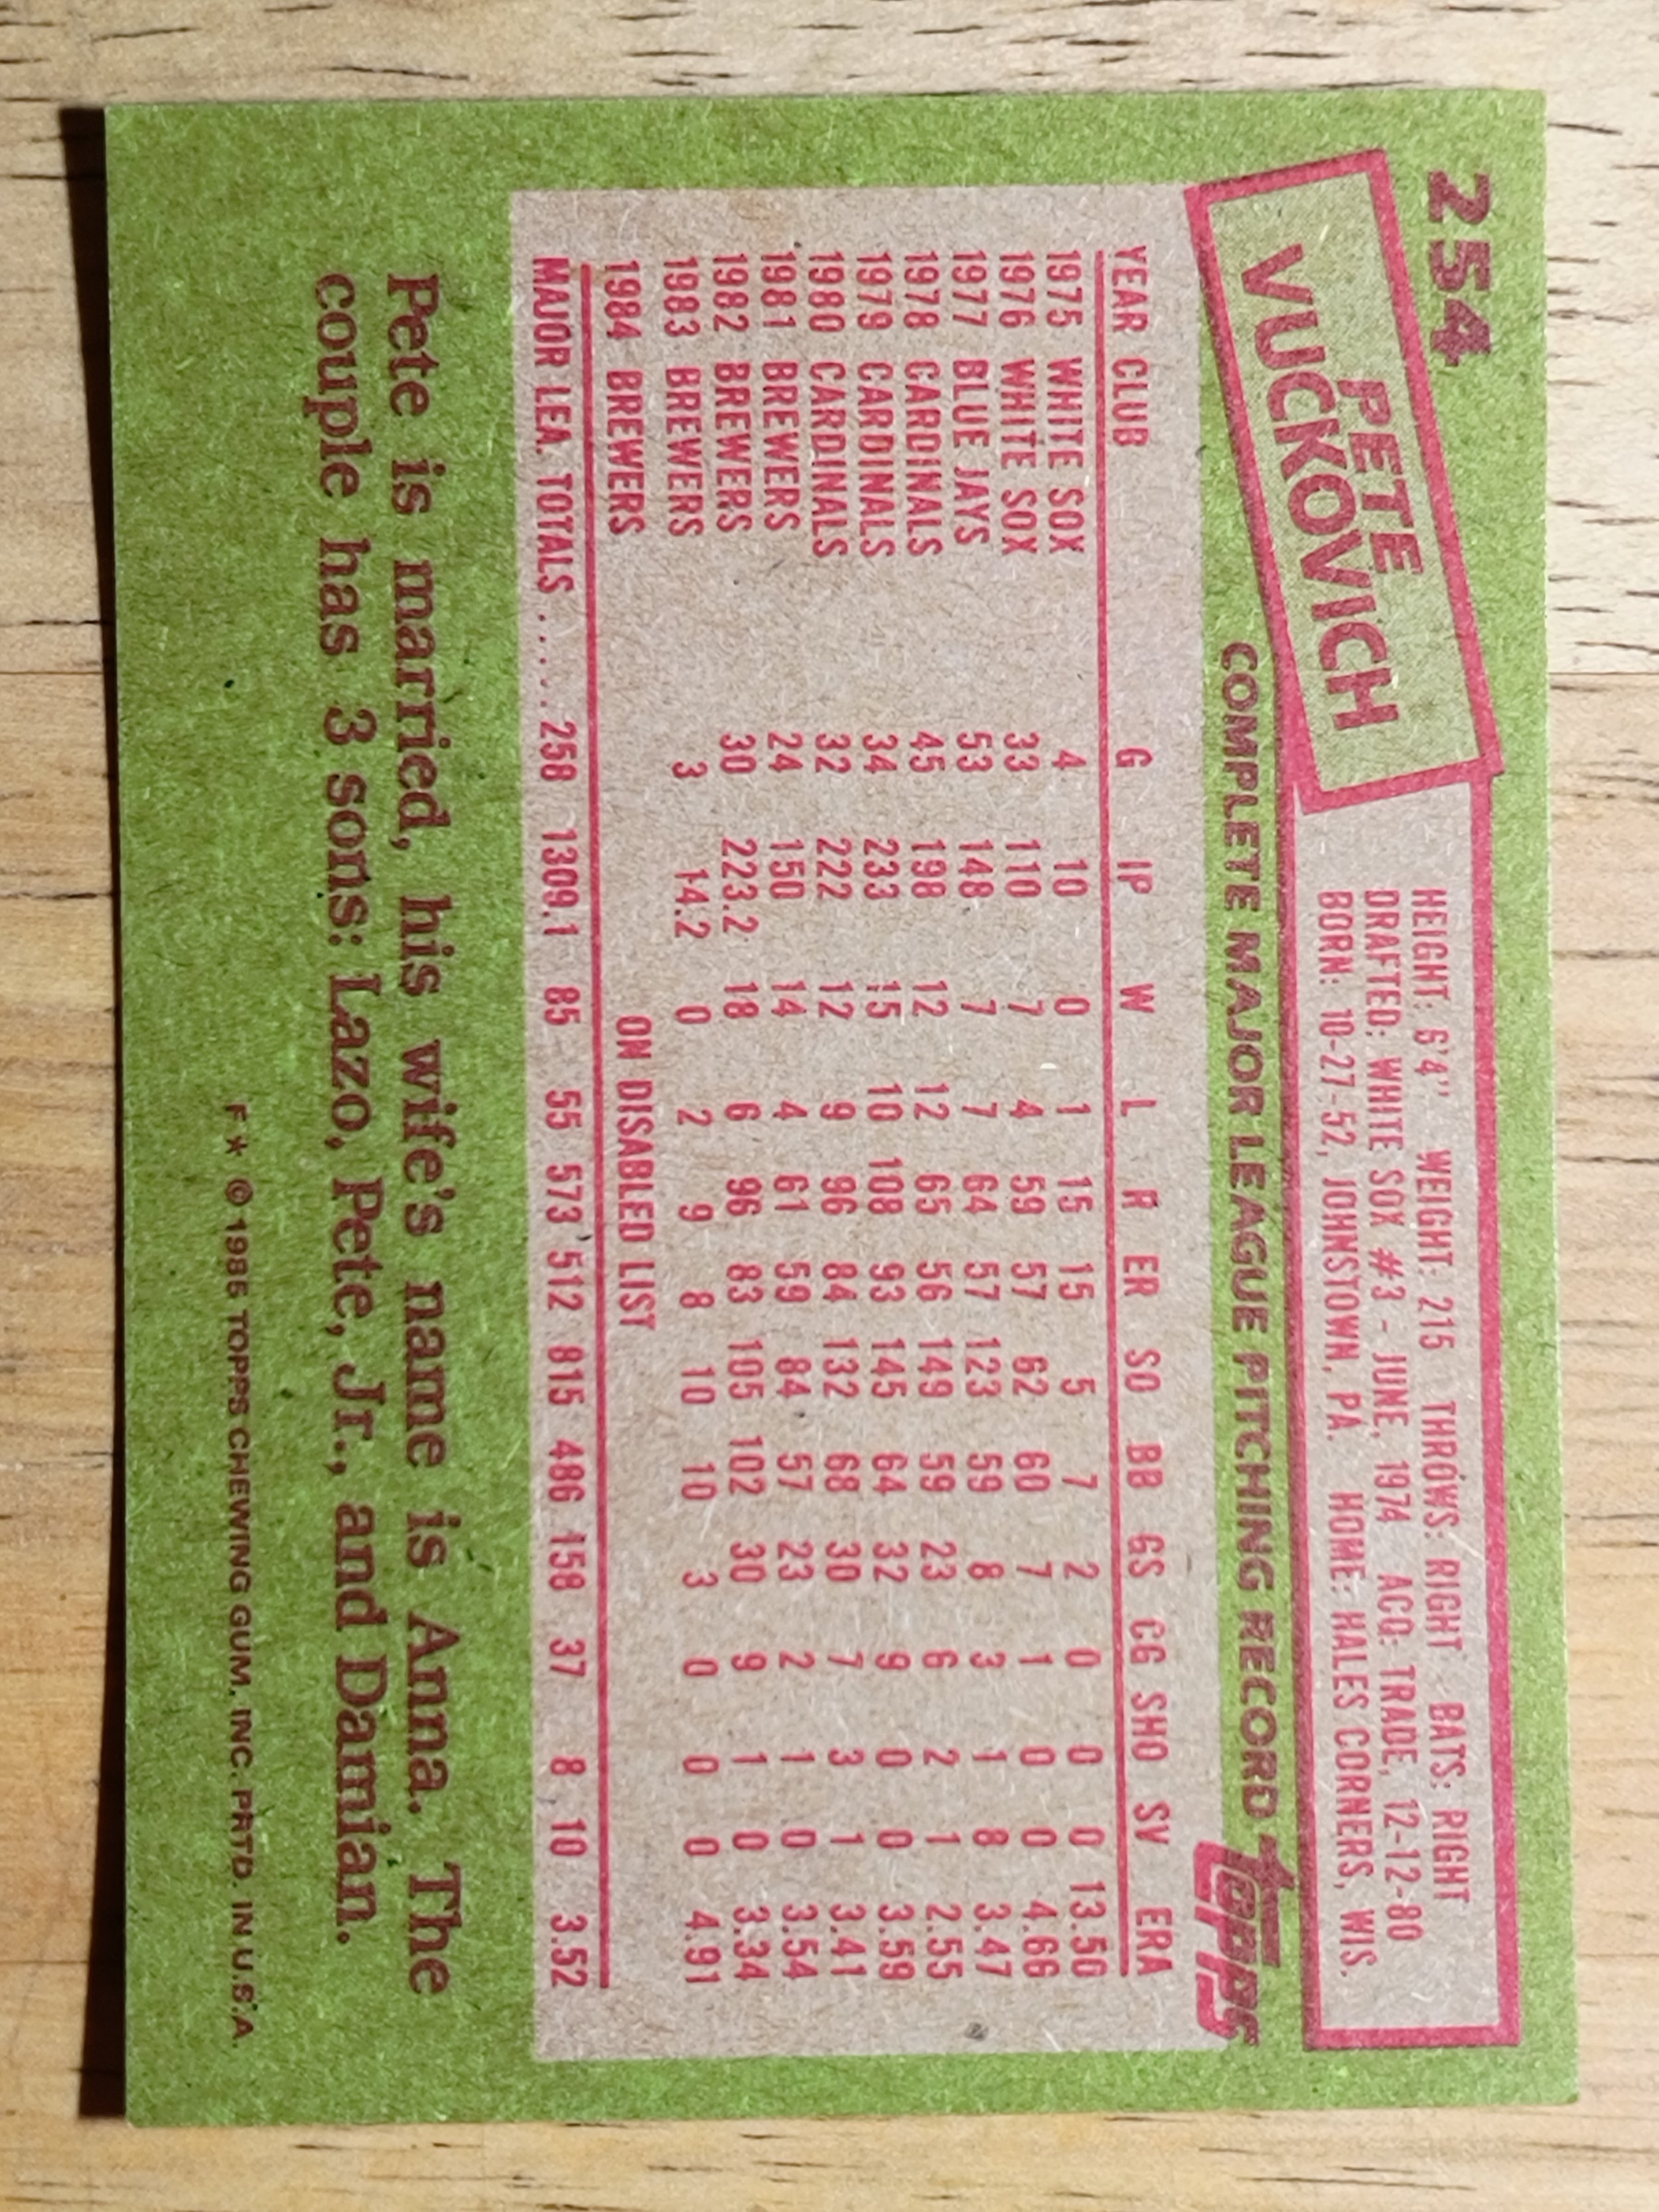 254
PETE
VUCKOVICH
HEIGHT: 6'4" WEIGHT: 215 THROWS: RIGHT BATS: RIGHT
DRAFTED: WHITE SOX #3 - JUNE, 1974 ACQ: TRADE, 12-12-80
BORN: 10-27-52, JOHNSTOWN, PA. HOME: HALES CORNERS, WIS.
COMPLETE MAJOR LEAGUE PITCHING RECORD
Topps
YEAR CLUB G IP W L R ER SO BB GS CG SHO SV ERA
1975 WHITE SOX 4 10 0 1 15 15 5 7 2 0 0 0 13.50
1976 WHITE SOX 33 110 7 4 59 57 62 60 7 1 0 0 4.66
1977 BLUE JAYS 53 148 7 7 64 57 123 59 8 3 1 8 3.47
1978 CARDINALS 45 198 12 12 65 56 149 59 23 6 2 1 2.55
1979 CARDINALS 34 233 15 10 108 93 145 64 32 9 0 0 3.59
1980 CARDINALS 32 222 12 9 96 84 132 68 30 7 3 1 3.41
1981 BREWERS 24 150 14 4 61 59 84 57 23 2 1 0 3.54
1982 BREWERS 30 223.2 18 6 96 83 105 102 30 9 1 0 3.34
1983 BREWERS 3 14.2 0 2 9 8 10 10 3 0 0 0 4.91
1984 BREWERS ON DISABLED LIST
MAJOR LEA. TOTALS ...... 258 1309.1 85 55 573 512 815 486 158 37 8 10 3.52
Pete is married, his wife's name is Anna. The
couple has 3 sons: Lazo, Pete, Jr., and Damian.
F* © 1985 TOPPS CHEWING GUM. INC. PRTD. IN U.S.A.